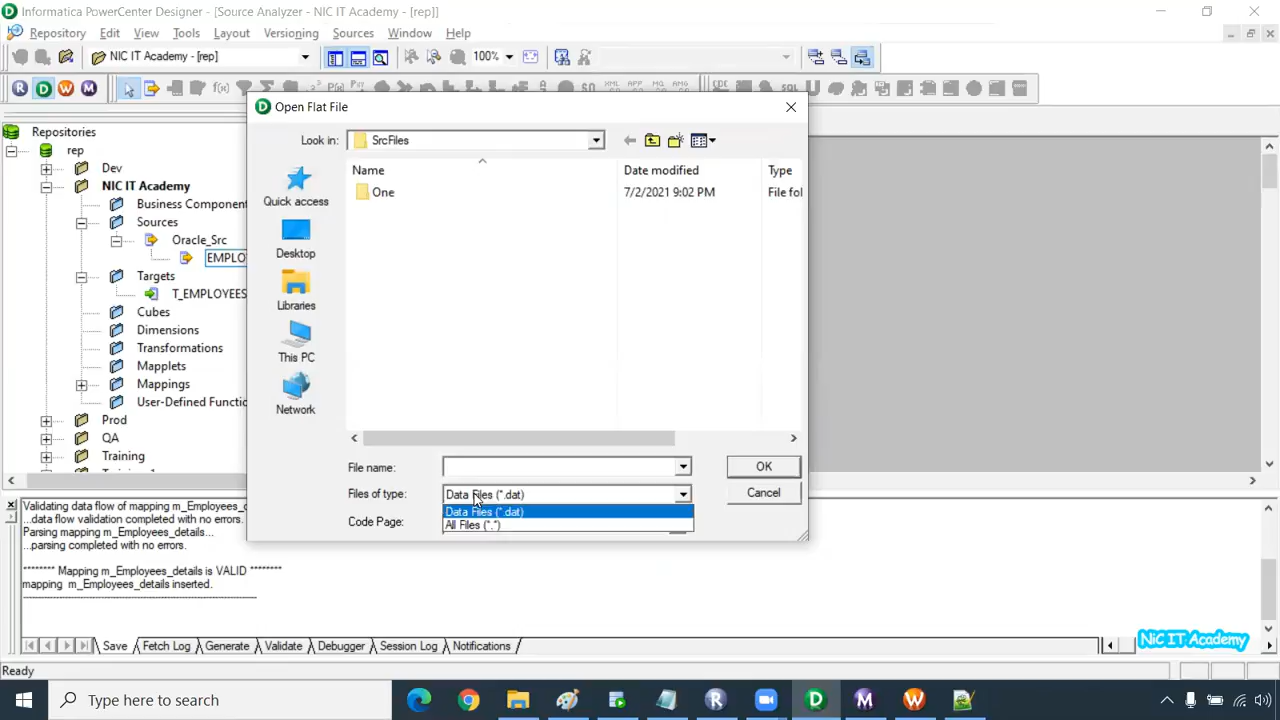 Informatica PowerCenter Designer - [Source Analyzer - NIC IT Academy - [rep]]
Repository Edit View Tools Layout Versioning Sources Window Help
NIC IT Academy - [rep]
100%
Open Flat File
Look in: SrcFiles
Name Date modified Type
One 7/2/2021 9:02 PM File fol
Quick access
Desktop
Libraries
This PC
Network
File name: OK
Files of type: Data Files (*.dat) Cancel
Data Files (*.dat)
Code Page: All Files (*.*)
Repositories
rep
Dev
NIC IT Academy
Business Component
Sources
Oracle_Src
EMPLO
Targets
T_EMPLOYEES
Cubes
Dimensions
Transformations
Mapplets
Mappings
User-Defined Functio
Prod
QA
Training
Validating data flow of mapping m_Employees_d
...data flow validation completed with no errors.
Parsing mapping m_Employees_details...
...parsing completed with no errors.
******** Mapping m_Employees_details is VALID ********
mapping m_Employees_details inserted.
Save Fetch Log Generate Validate Debugger Session Log Notifications
NIC IT Academy
Ready
Type here to search